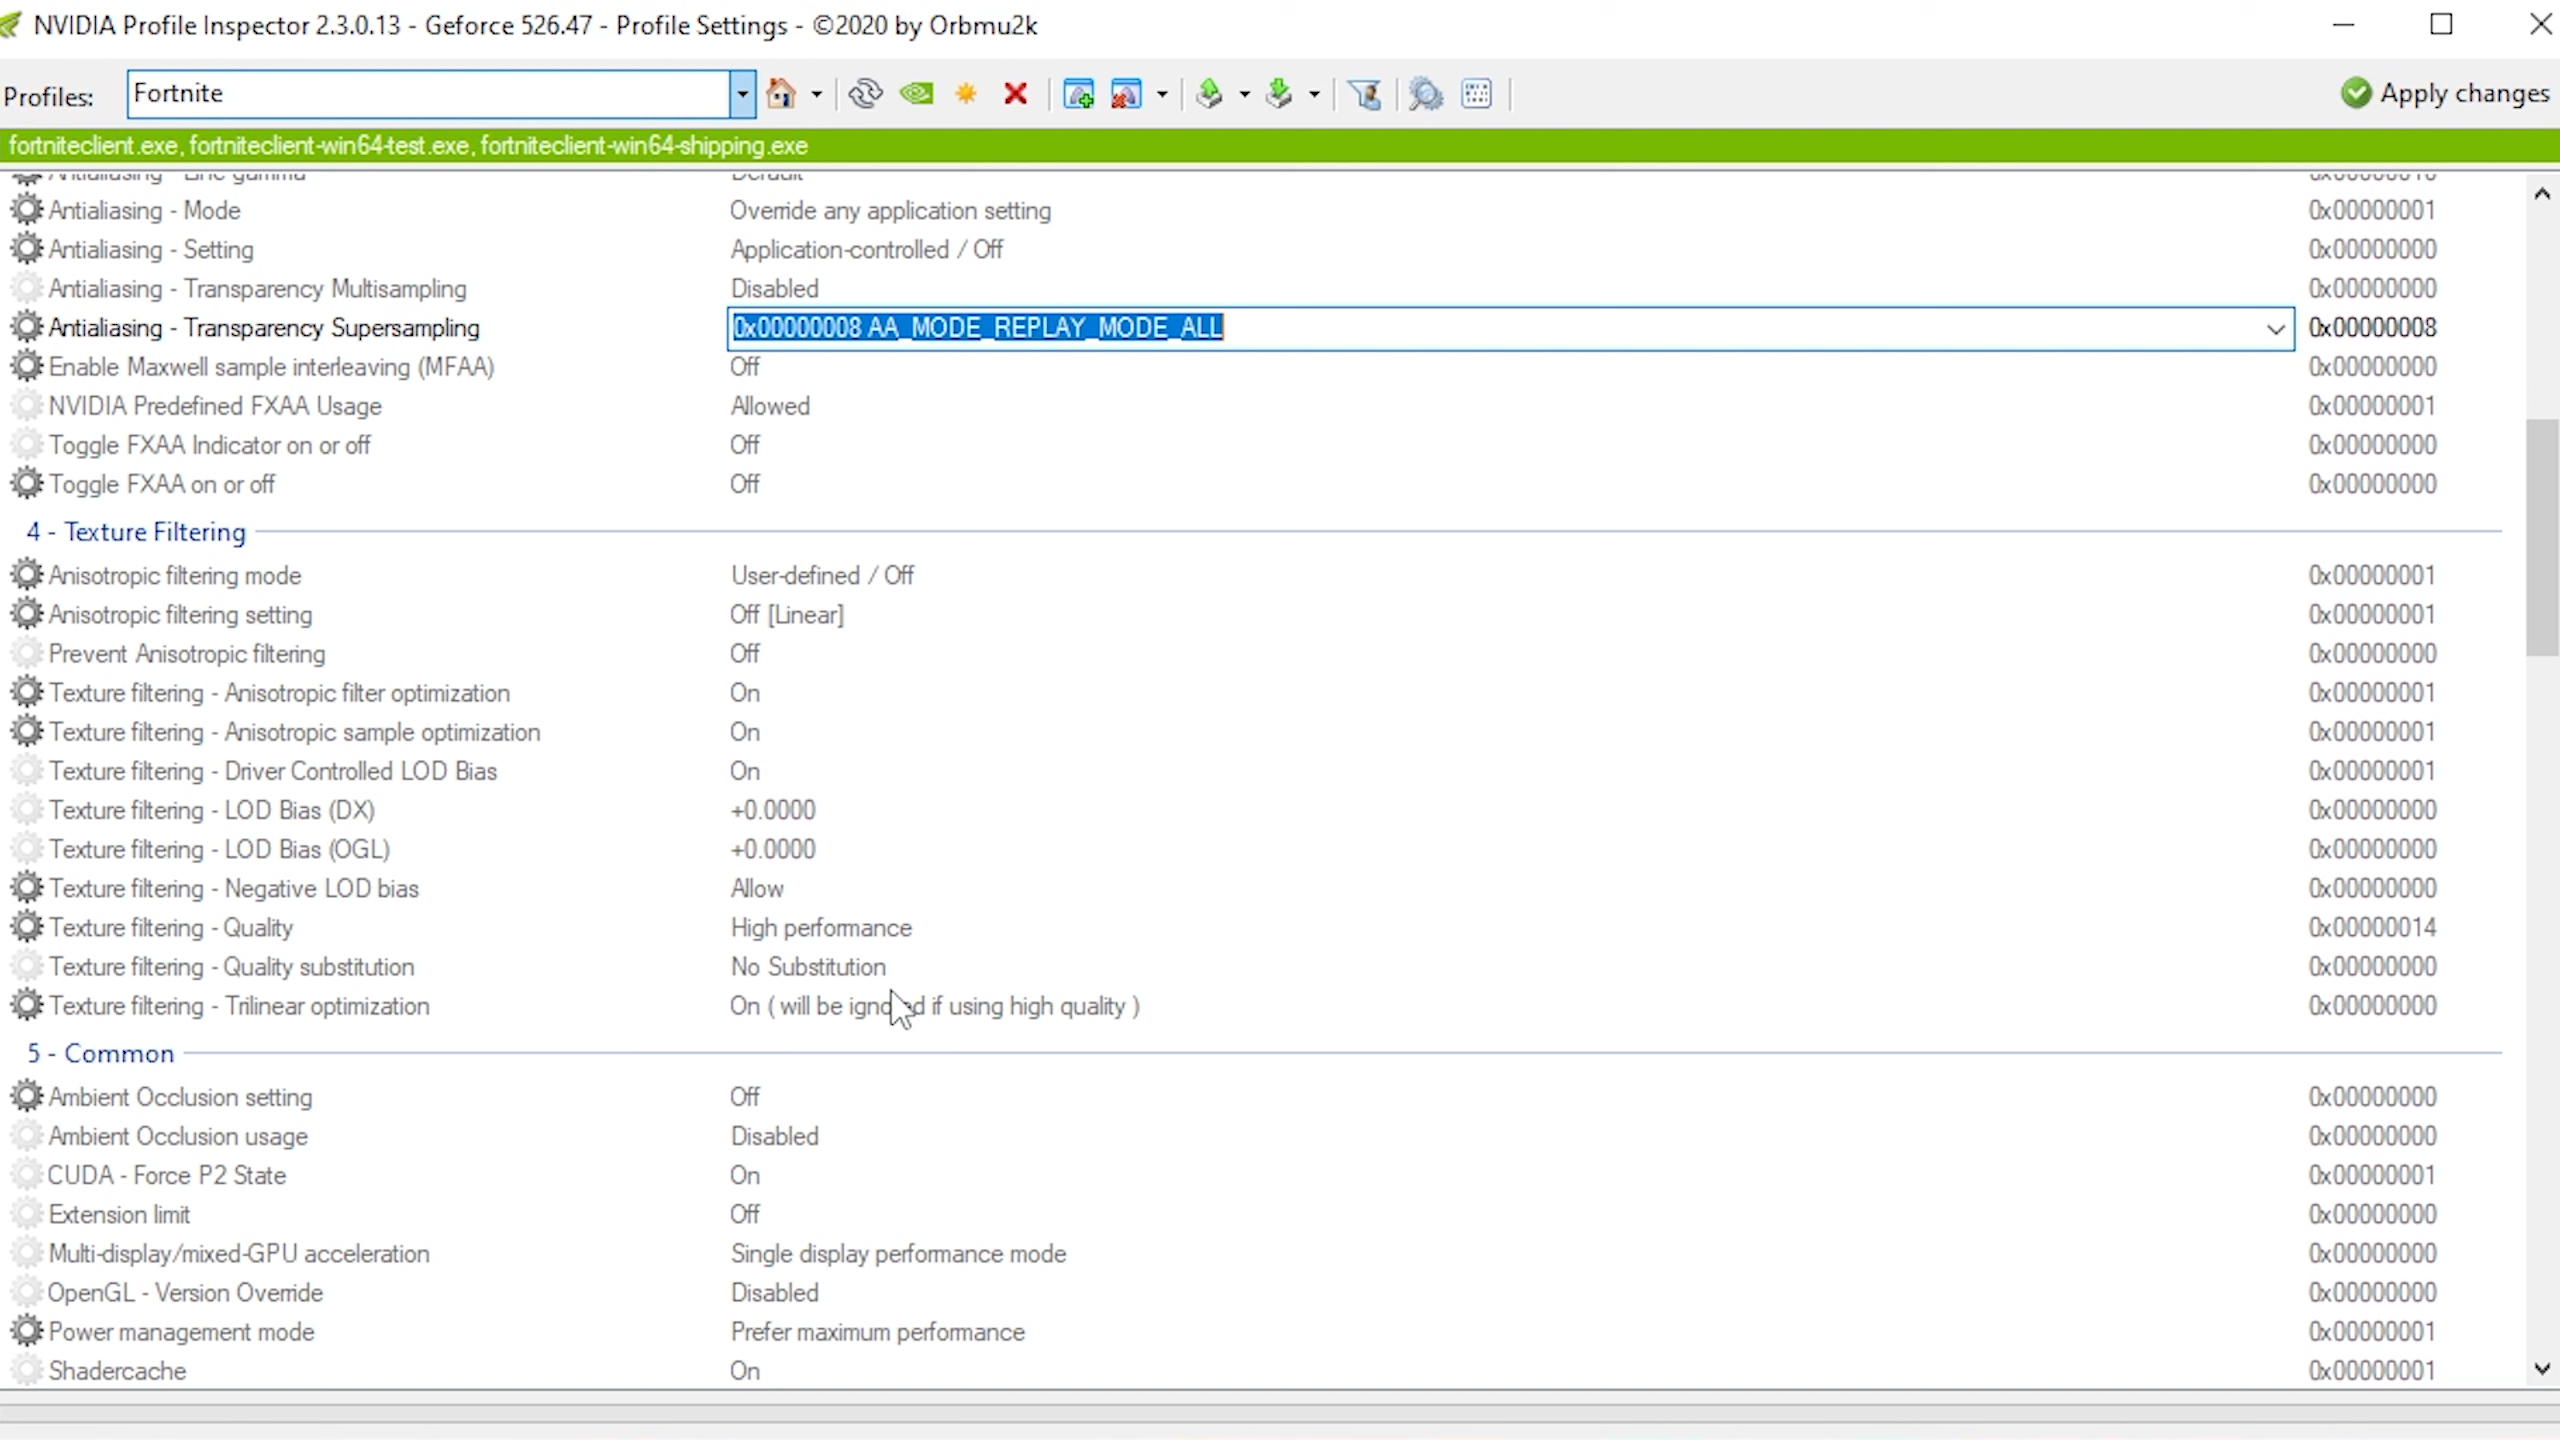 NVIDIA Profile Inspector 2.3.0.13 - Geforce 526.47 - Profile Settings - ©2020 by Orbmu2k
Profiles: Fortnite Apply changes
fortniteclient.exe, fortniteclient-win64-test.exe, fortniteclient-win64-shipping.exe
Antialiasing - Line gamma Default 0x00000010
Antialiasing - Mode Override any application setting 0x00000001
Antialiasing - Setting Application-controlled / Off 0x00000000
Antialiasing - Transparency Multisampling Disabled 0x00000000
Antialiasing - Transparency Supersampling 0x00000008 AA_MODE_REPLAY_MODE_ALL 0x00000008
Enable Maxwell sample interleaving (MFAA) Off 0x00000000
NVIDIA Predefined FXAA Usage Allowed 0x00000001
Toggle FXAA Indicator on or off Off 0x00000000
Toggle FXAA on or off Off 0x00000000
4 - Texture Filtering
Anisotropic filtering mode User-defined / Off 0x00000001
Anisotropic filtering setting Off [Linear] 0x00000001
Prevent Anisotropic filtering Off 0x00000000
Texture filtering - Anisotropic filter optimization On 0x00000001
Texture filtering - Anisotropic sample optimization On 0x00000001
Texture filtering - Driver Controlled LOD Bias On 0x00000001
Texture filtering - LOD Bias (DX) +0.0000 0x00000000
Texture filtering - LOD Bias (OGL) +0.0000 0x00000000
Texture filtering - Negative LOD bias Allow 0x00000000
Texture filtering - Quality High performance 0x00000014
Texture filtering - Quality substitution No Substitution 0x00000000
Texture filtering - Trilinear optimization On ( will be ignored if using high quality ) 0x00000000
5 - Common
Ambient Occlusion setting Off 0x00000000
Ambient Occlusion usage Disabled 0x00000000
CUDA - Force P2 State On 0x00000001
Extension limit Off 0x00000000
Multi-display/mixed-GPU acceleration Single display performance mode 0x00000000
OpenGL - Version Override Disabled 0x00000000
Power management mode Prefer maximum performance 0x00000001
Shadercache On 0x00000001